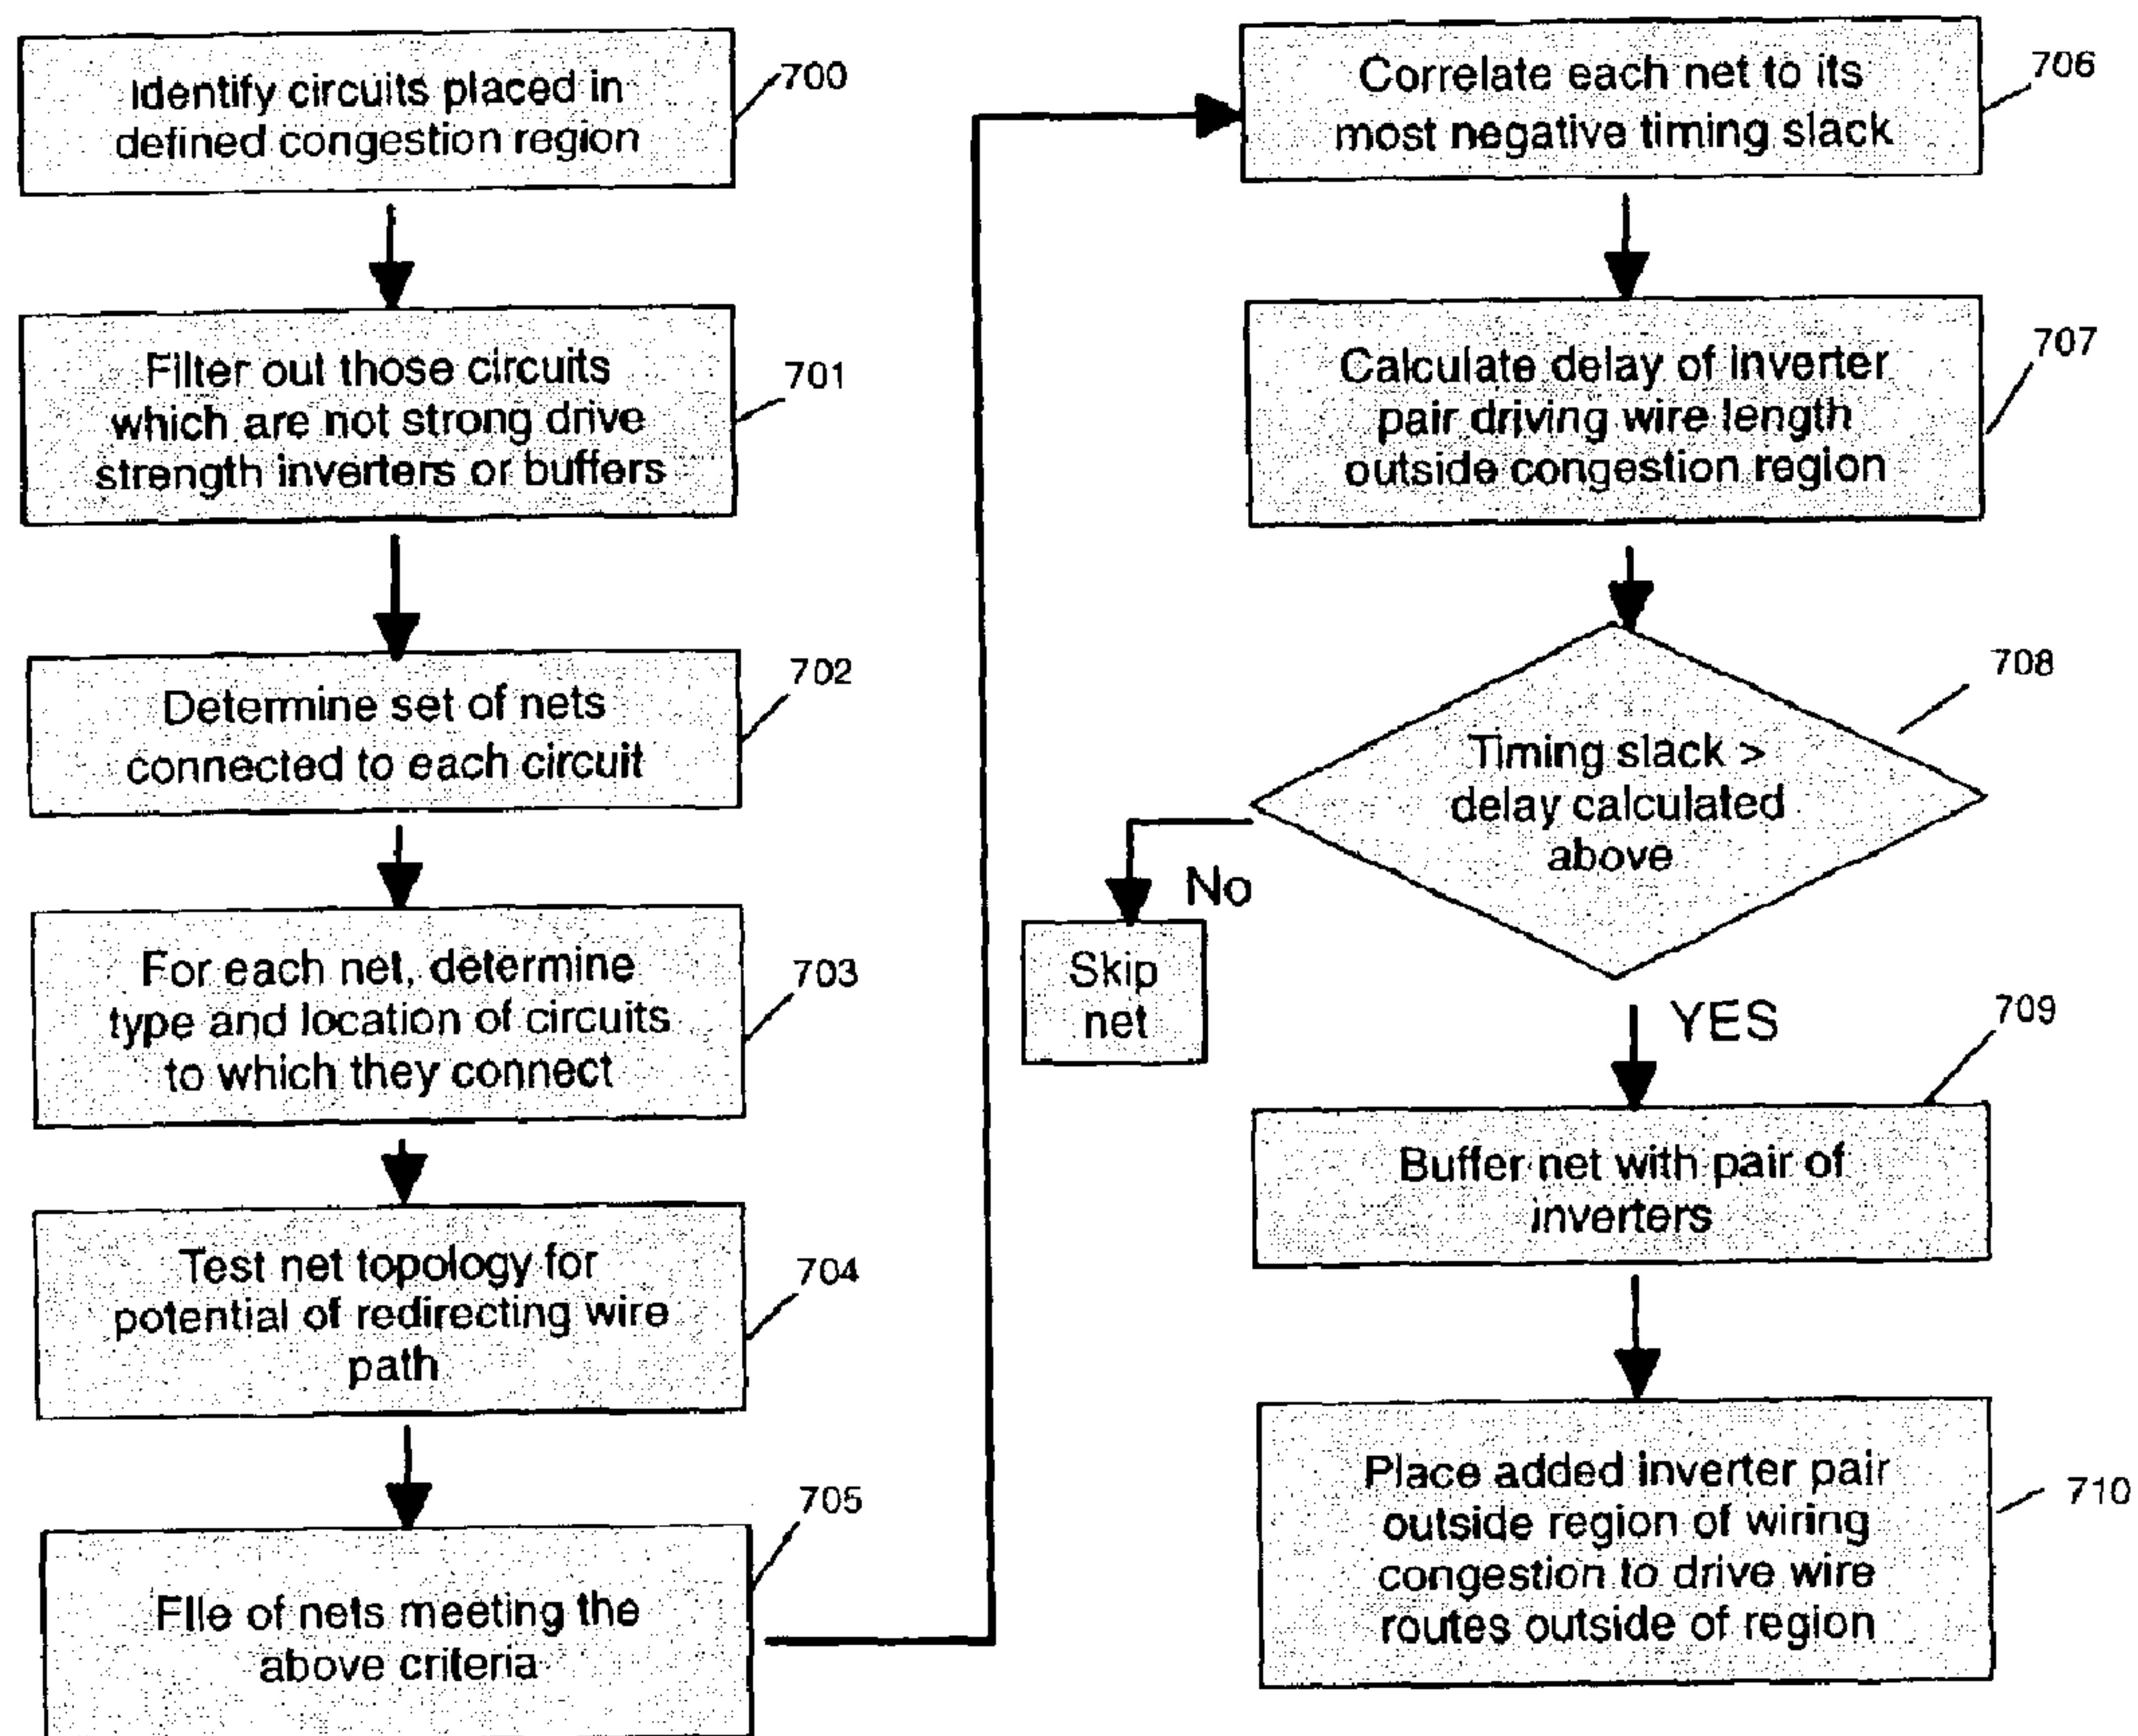 Identify circuits placed in
defined congestion region
700
Filter out those circuits
which are not strong drive
strength inverters or buffers
701
Determine set of nets
connected to each circuit
702
For each net, determine
type and location of circuits
to which they connect
703
Test net topology for
potential of redirecting wire
path
704
File of nets meeting the
above criteria
705
Correlate each net to its
most negative timing slack
706
Calculate delay of inverter
pair driving wire length
outside congestion region
707
Timing slack >
delay calculated
above
708
No
Skip
net
YES
Buffer net with pair of
inverters
709
Place added inverter pair
outside region of wiring
congestion to drive wire
routes outside of region
710